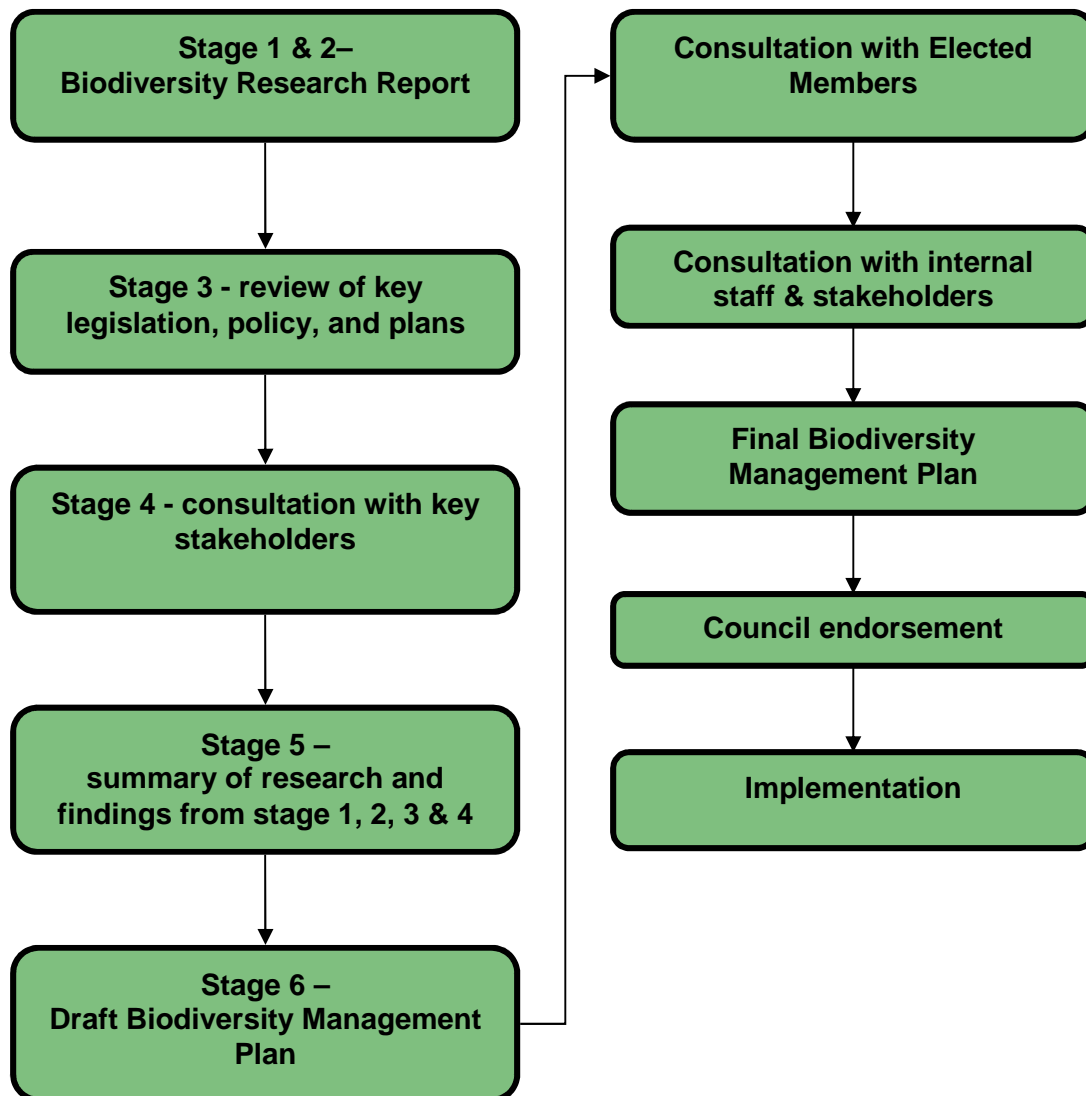 Stage 1 & 2–
Biodiversity Research Report
Stage 3 - review of key
legislation, policy, and plans
Stage 4 - consultation with key
stakeholders
Stage 5 –
summary of research and
findings from stage 1, 2, 3 & 4
Stage 6 –
Draft Biodiversity Management
Plan
Consultation with Elected
Members
Consultation with internal
staff & stakeholders
Final Biodiversity
Management Plan
Council endorsement
Implementation